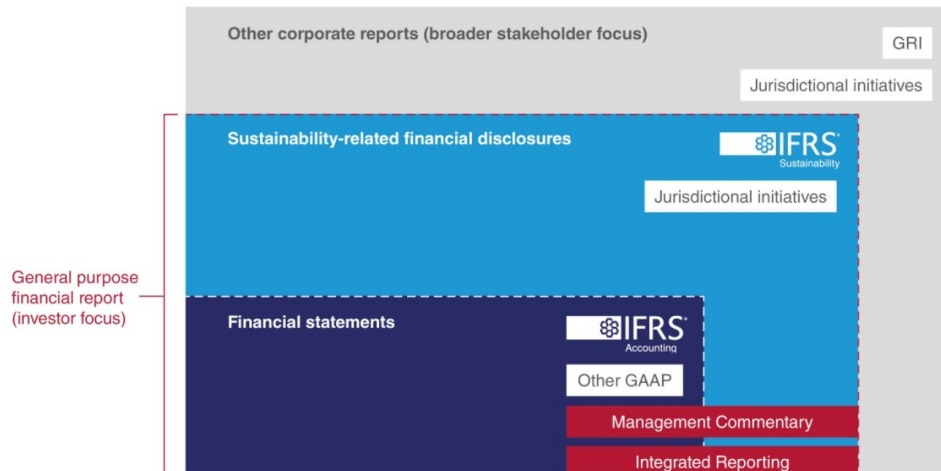 Other corporate reports (broader stakeholder focus)
GRI
Jurisdictional initiatives
Sustainability-related financial disclosures
IFRS®
Sustainability
Jurisdictional initiatives
General purpose
financial report
(investor focus)
Financial statements
IFRS®
Accounting
Other GAAP
Management Commentary
Integrated Reporting